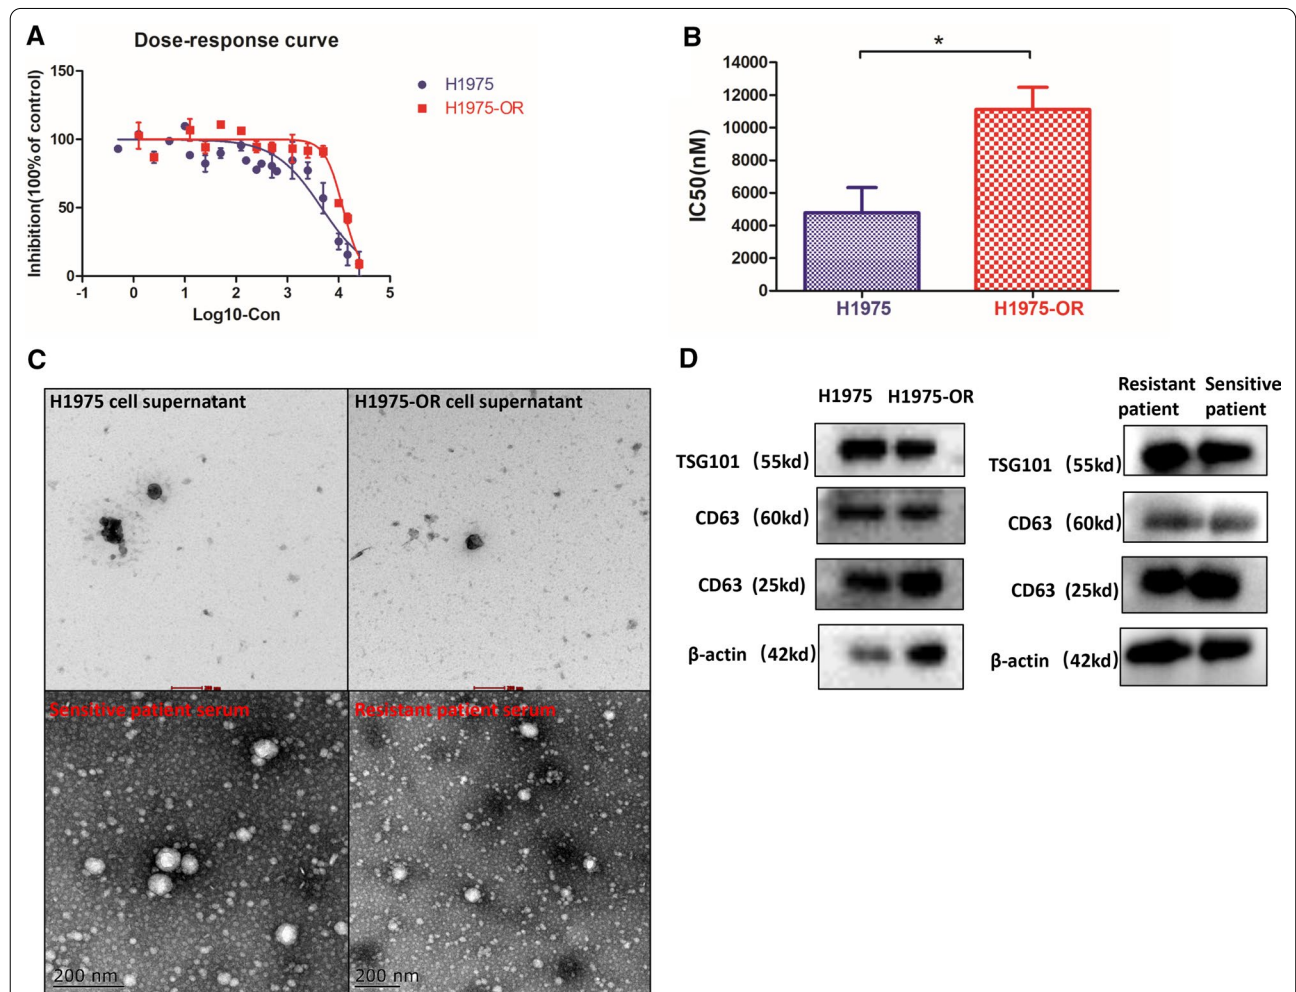 A
Dose-response curve
Inhibition(100%of control)
150
100
50
0
-1 0 1 2 3 4 5
Log10-Con
H1975
H1975-OR
B
*
IC50(nM)
14000
12000
10000
8000
6000
4000
2000
0
H1975 H1975-OR
C
H1975 cell supernatant
H1975-OR cell supernatant
Sensitive patient serum
Resistant patient serum
200 nm
200 nm
D
H1975 H1975-OR
TSG101 (55kd)
CD63 (60kd)
CD63 (25kd)
β-actin (42kd)
Resistant patient
Sensitive patient
TSG101 (55kd)
CD63 (60kd)
CD63 (25kd)
β-actin (42kd)